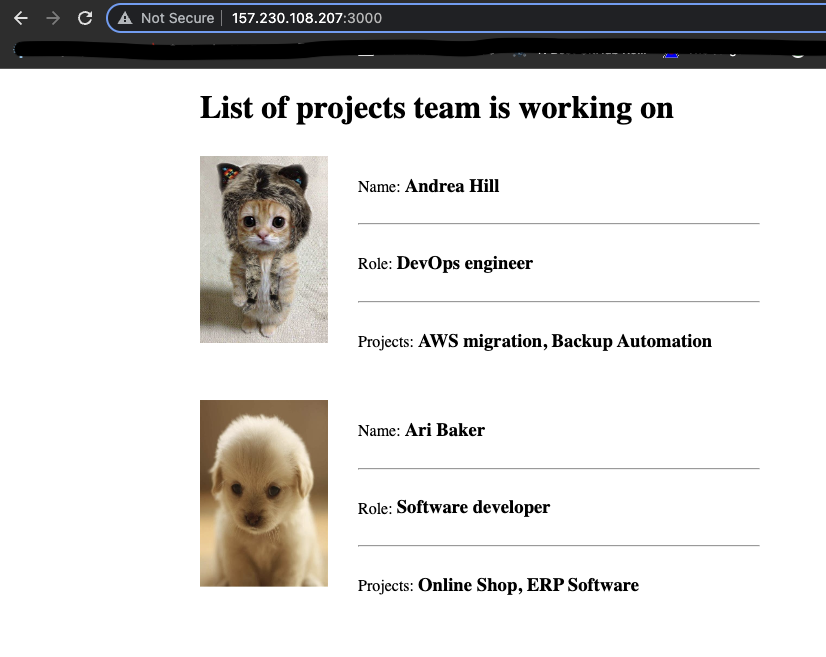 Not Secure 157.230.108.207:3000
List of projects team is working on
Name: Andrea Hill
Role: DevOps engineer
Projects: AWS migration, Backup Automation
Name: Ari Baker
Role: Software developer
Projects: Online Shop, ERP Software